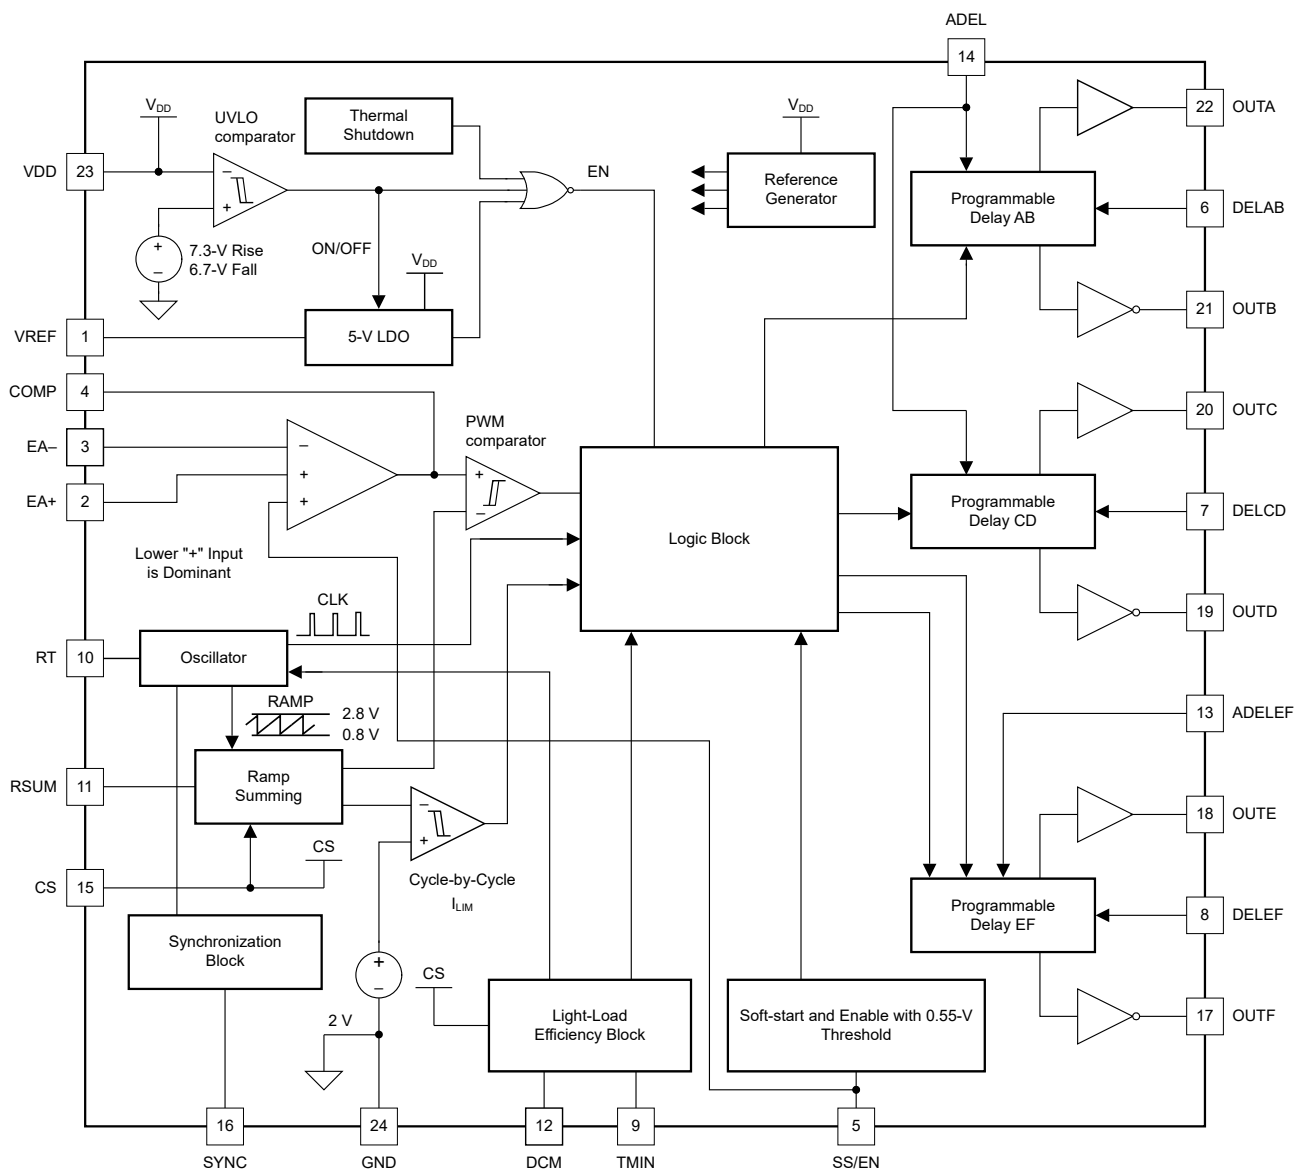 ADEL
14
VDD
23
VDD
UVLO
comparator
−
+
Thermal
Shutdown
EN
VDD
Reference
Generator
22
OUTA
Programmable
Delay AB
6
DELAB
+
−
7.3-V Rise
6.7-V Fall
ON/OFF
VDD
21
OUTB
VREF
1
5-V LDO
COMP
4
20
OUTC
EA−
3
EA+
2
−
+
+
PWM
comparator
+
−
Logic Block
Programmable
Delay CD
7
DELCD
Lower "+" Input
is Dominant
19
OUTD
CLK
RT
10
Oscillator
RAMP
2.8 V
0.8 V
13
ADELEF
RSUM
11
Ramp
Summing
−
+
18
OUTE
CS
15
CS
Cycle-by-Cycle
ILIM
Programmable
Delay EF
8
DELEF
Synchronization
Block
+
−
2 V
CS
Light-Load
Efficiency Block
Soft-start and Enable with 0.55-V
Threshold
17
OUTF
16
24
12
9
5
SYNC
GND
DCM
TMIN
SS/EN